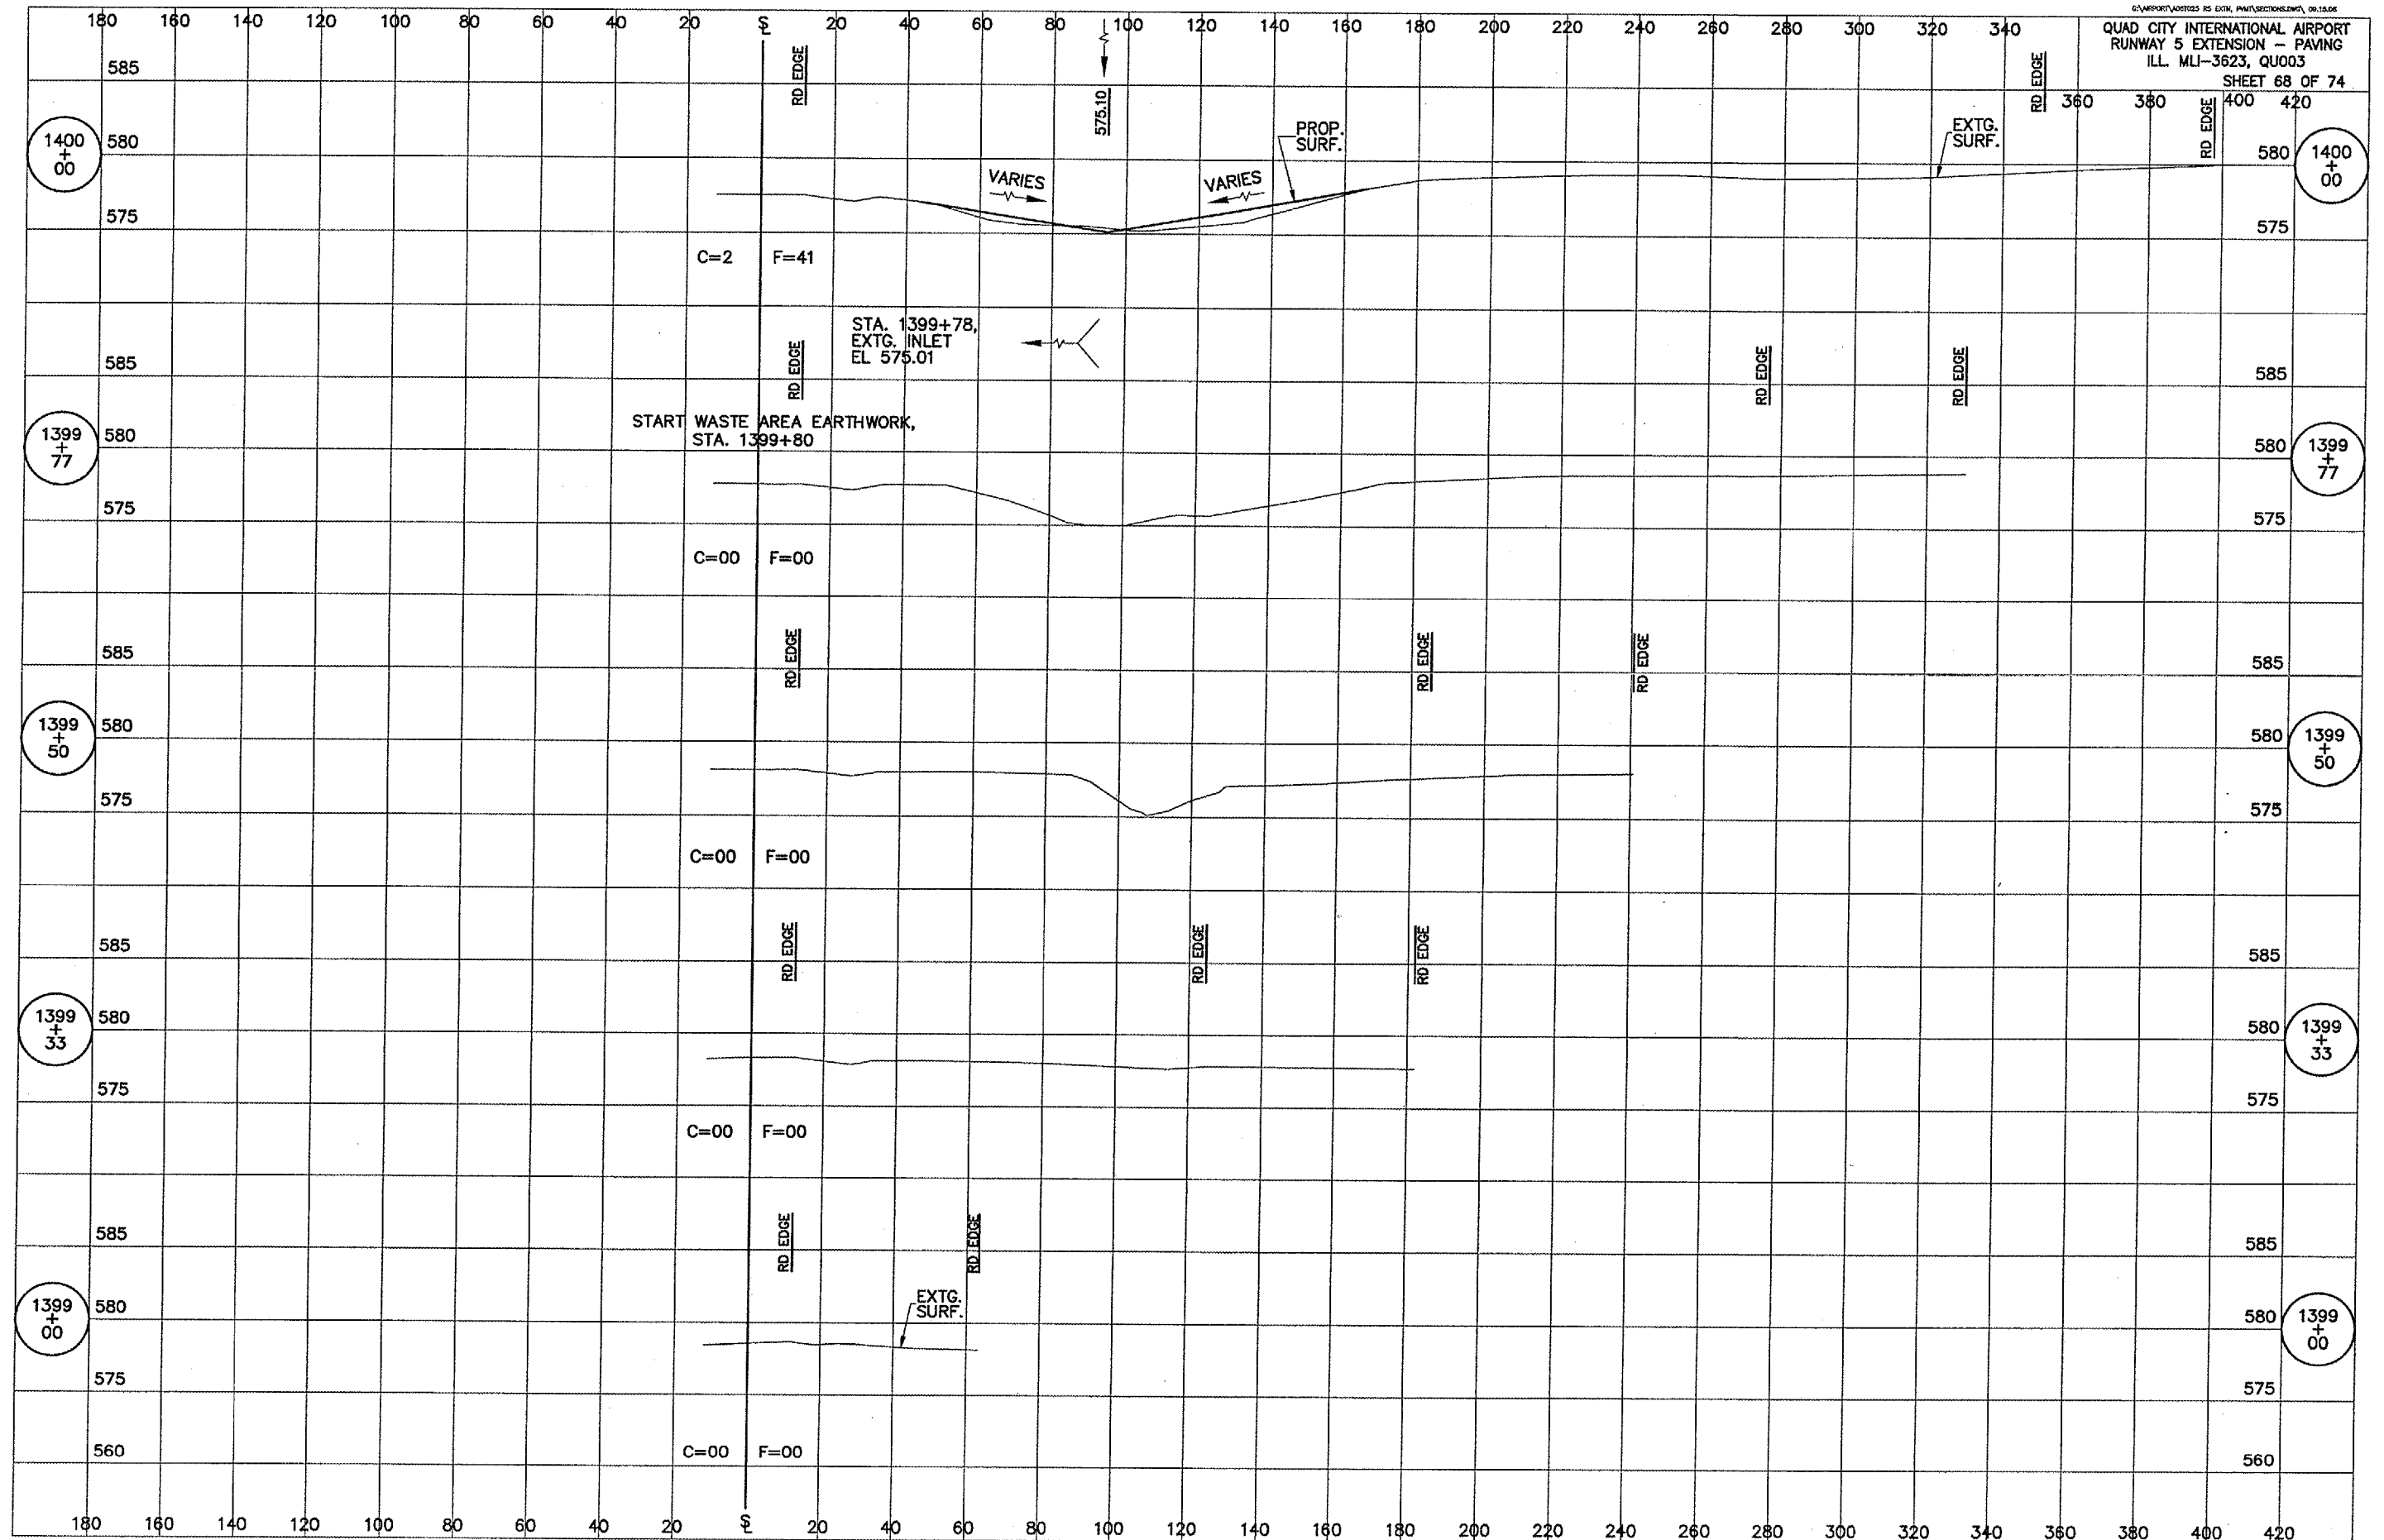 G:\AIRPORT\
QUAD CITY INTERNATIONAL AIRPORT
RUNWAY 5 EXTENSION – PAVING
ILL. MLI–3623, QU003
SHEET 68 OF 74
180 160 140 120 100 80 60 40 20 ℄ 20 40 60 80 100 120 140 160 180 200 220 240 260 280 300 320 340
360 380 400 420
585
RD EDGE
575.10
RD EDGE
RD EDGE
1400
+
00
580
VARIES
VARIES
PROP.
SURF.
EXTG.
SURF.
580
1400
+
00
575
575
C=2 F=41
STA. 1399+78,
EXTG. INLET
EL 575.01
585
RD EDGE
RD EDGE
RD EDGE
585
START WASTE AREA EARTHWORK,
STA. 1399+80
1399
+
77
580
580
1399
+
77
575
575
C=00 F=00
585
RD EDGE
RD EDGE
RD EDGE
585
1399
+
50
580
580
1399
+
50
575
575
C=00 F=00
585
RD EDGE
RD EDGE
RD EDGE
585
1399
+
33
580
580
1399
+
33
575
575
C=00 F=00
585
RD EDGE
RD EDGE
585
1399
+
00
580
EXTG.
SURF.
580
1399
+
00
575
575
560
C=00 F=00
560
180 160 140 120 100 80 60 40 20 ℄ 20 40 60 80 100 120 140 160 180 200 220 240 260 280 300 320 340 360 380 400 420